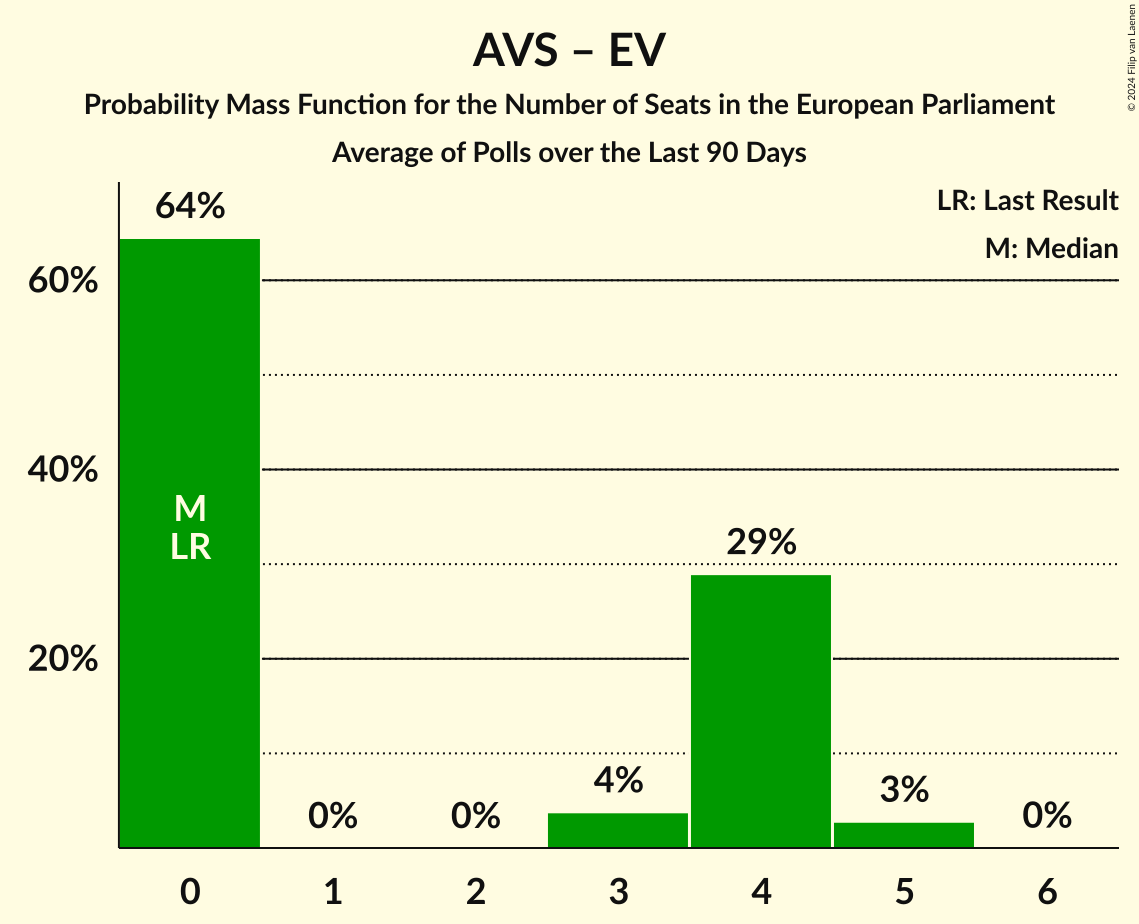 AVS – EV
Probability Mass Function for the Number of Seats in the European Parliament
Average of Polls over the Last 90 Days
© 2024 Filip van Laenen
LR: Last Result
M: Median
64%
60%
40%
20%
M
LR
0%
0%
4%
29%
3%
0%
0
1
2
3
4
5
6